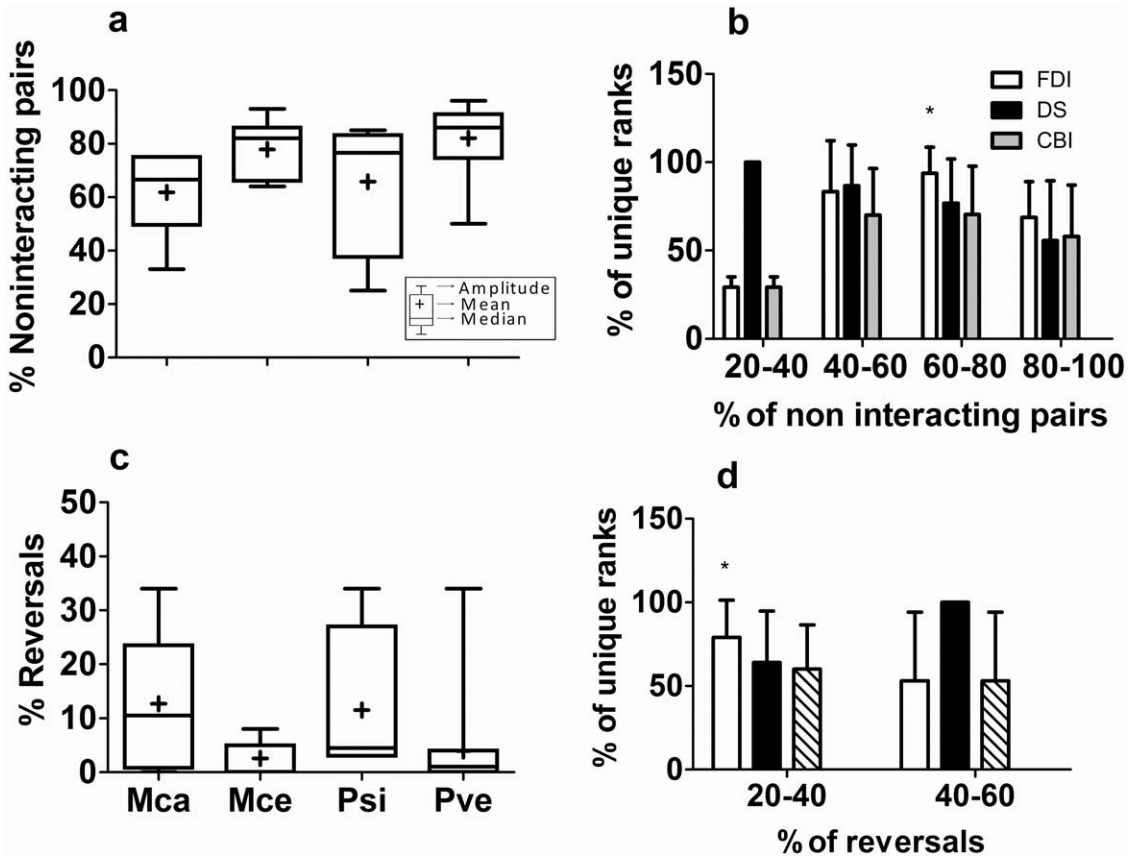 a
% Noninteracting pairs
100
80
60
40
20
0
Amplitude
Mean
Median
b
% of unique ranks
150
100
50
0
FDI
DS
CBI
*
20-40 40-60 60-80 80-100
% of non interacting pairs
c
% Reversals
50
40
30
20
10
0
Mca Mce Psi Pve
d
% of unique ranks
150
100
50
0
*
20-40 40-60
% of reversals